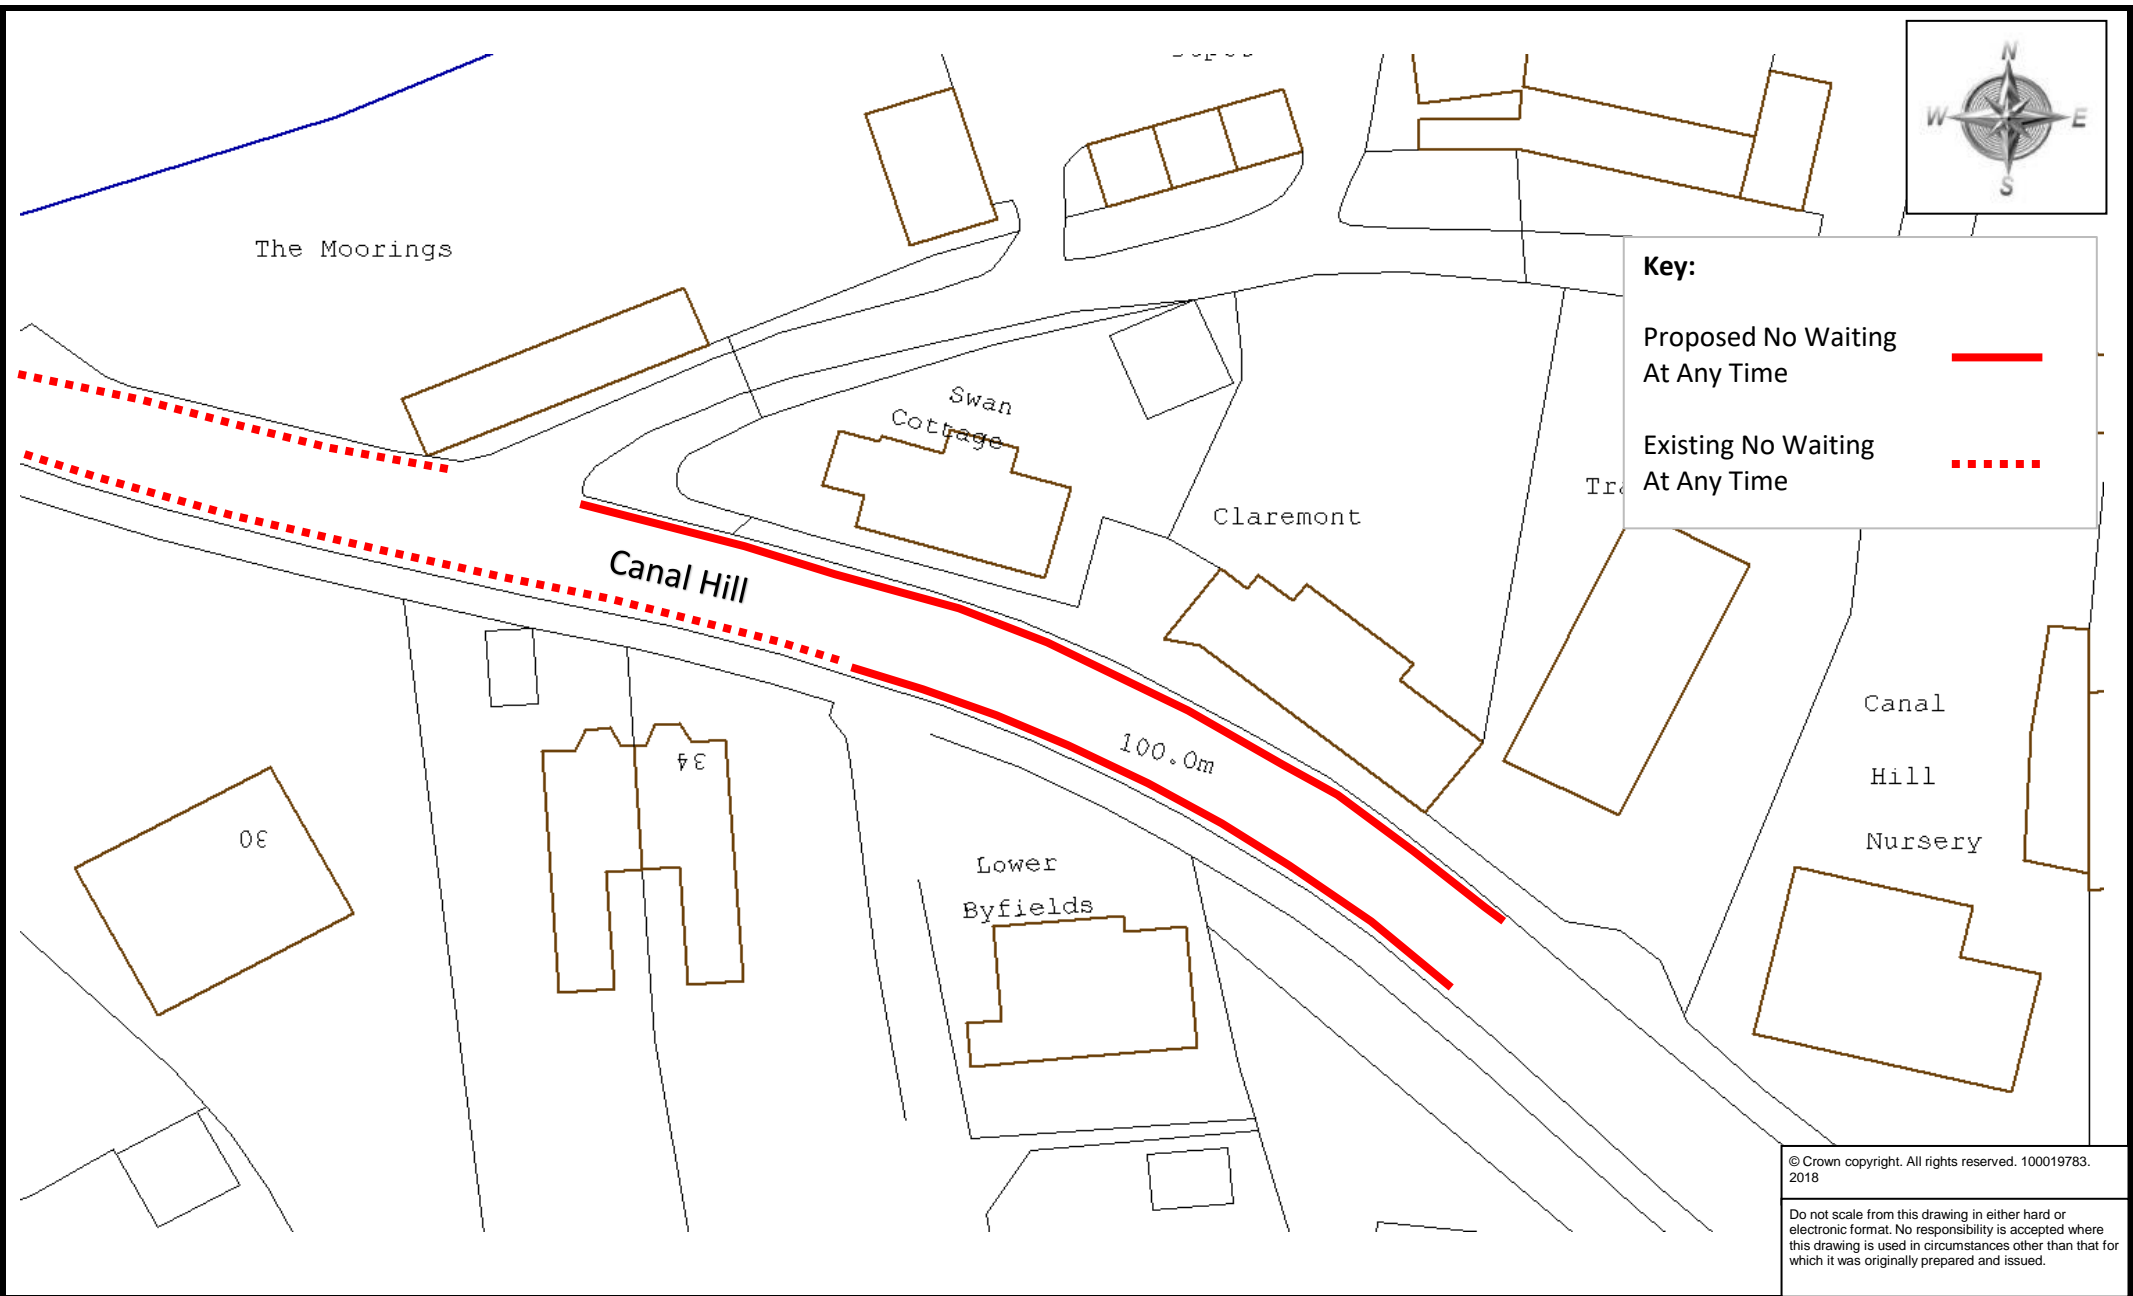 N
W E
S
The Moorings
Key:
Proposed No Waiting
At Any Time
Existing No Waiting
At Any Time
Swan
Cottage
Claremont
Canal Hill
100.0m
34
30
Lower
Byfields
Canal
Hill
Nursery
© Crown copyright. All rights reserved. 100019783.
2018
Do not scale from this drawing in either hard or
electronic format. No responsibility is accepted where
this drawing is used in circumstances other than that for
which it was originally prepared and issued.